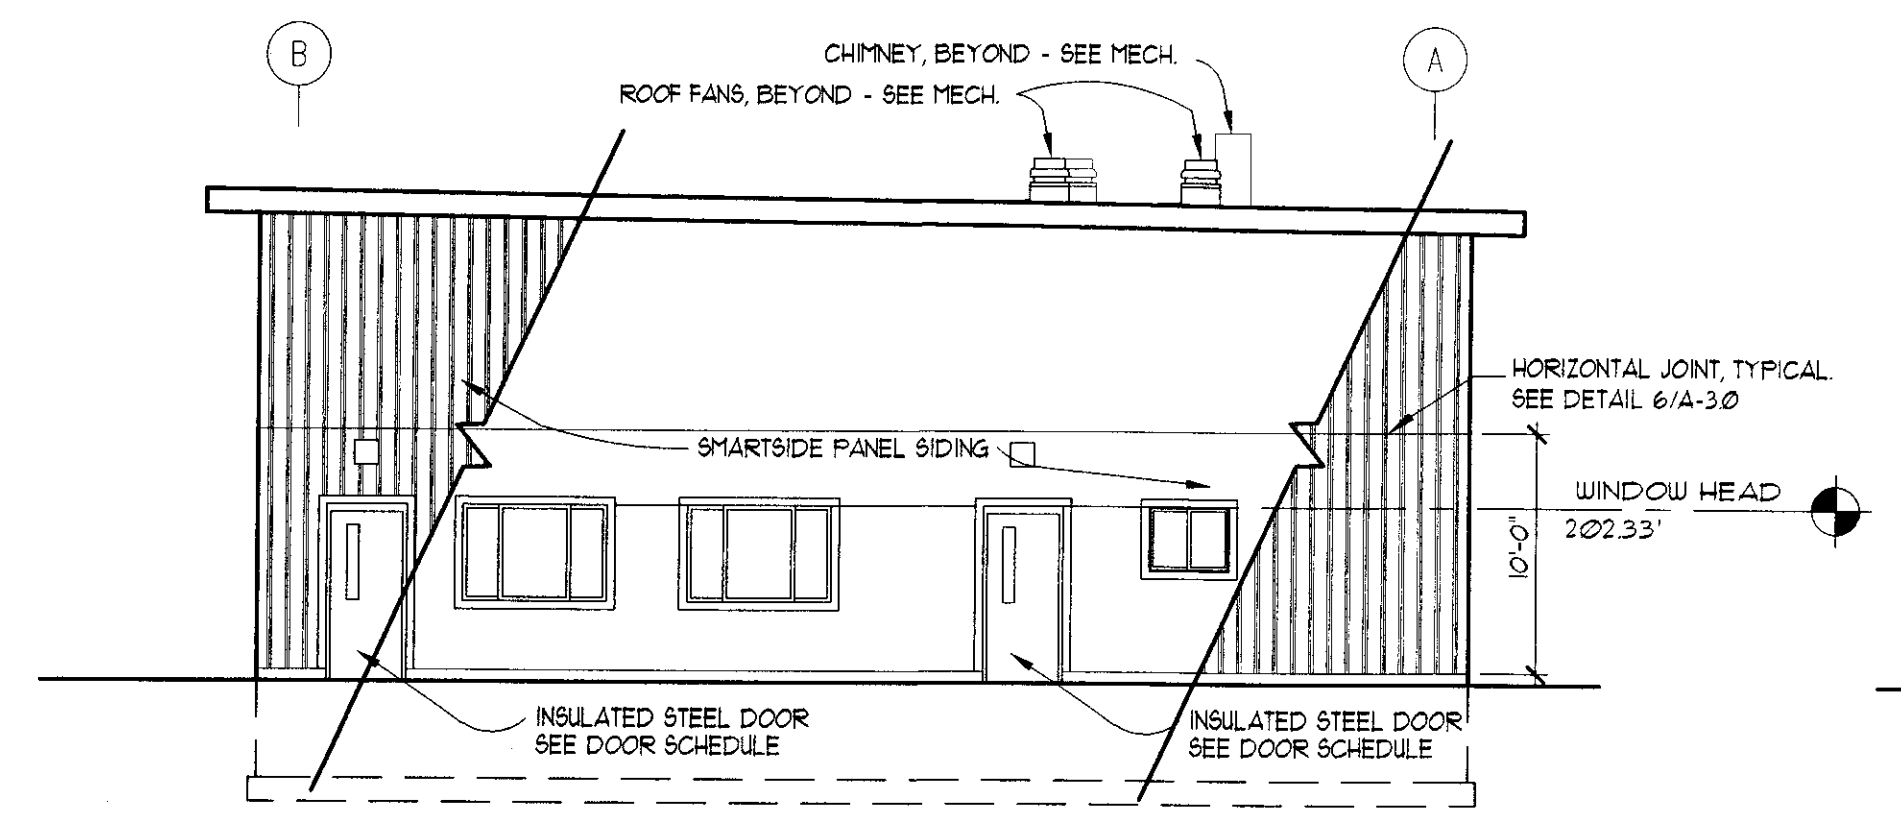 B
A
CHIMNEY, BEYOND - SEE MECH.
ROOF FANS, BEYOND - SEE MECH.
HORIZONTAL JOINT, TYPICAL.
SEE DETAIL 6/A-3.0
SMARTSIDE PANEL SIDING
WINDOW HEAD
202.33'
10'-0"
INSULATED STEEL DOOR
SEE DOOR SCHEDULE
INSULATED STEEL DOOR
SEE DOOR SCHEDULE